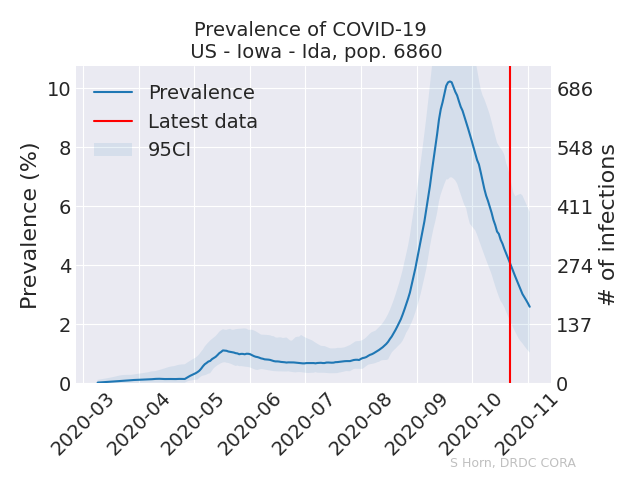 Prevalence of COVID-19
US - Iowa - Ida, pop. 6860
Prevalence
Latest data
95CI
Prevalence (%)
10
8
6
4
2
0
686
548
411
274
137
0
# of infections
2020-03
2020-04
2020-05
2020-06
2020-07
2020-08
2020-09
2020-10
2020-11
S Horn, DRDC CORA